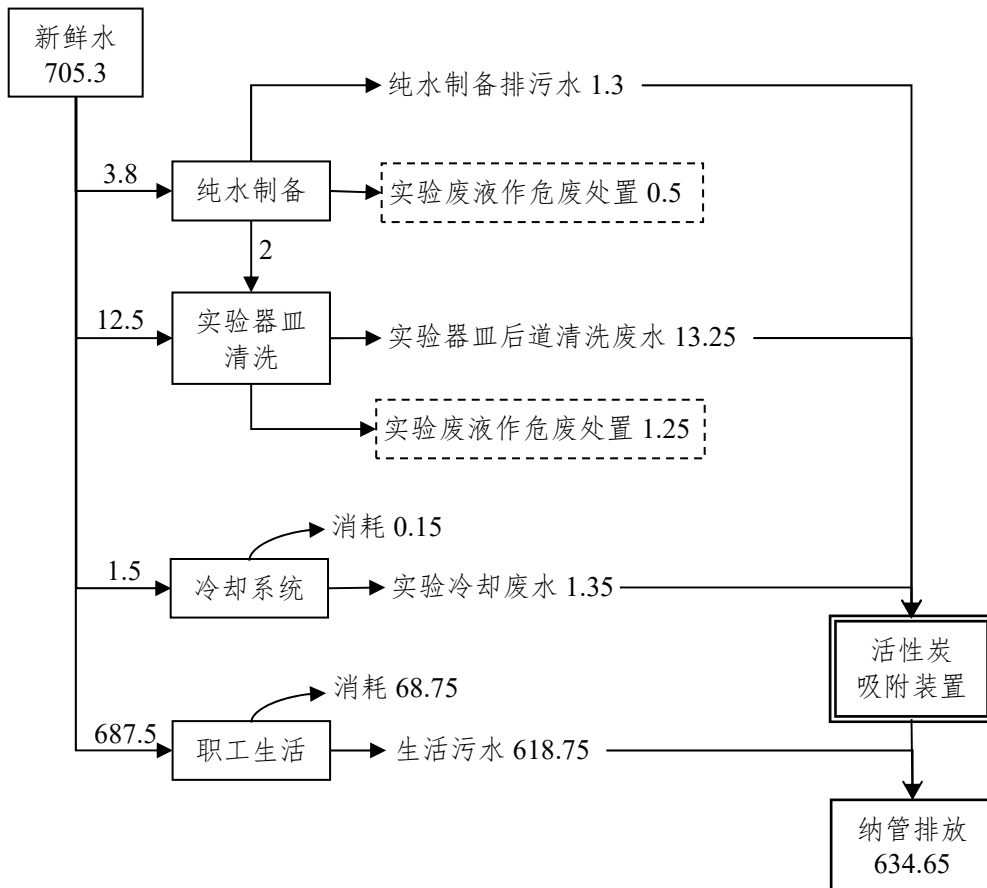 新鲜水
705.3
纯水制备排污水 1.3
3.8
纯水制备
实验废液作危废处置 0.5
2
12.5
实验器皿
清洗
实验器皿后道清洗废水 13.25
实验废液作危废处置 1.25
消耗 0.15
1.5
冷却系统
实验冷却废水 1.35
活性炭
吸附装置
消耗 68.75
687.5
职工生活
生活污水 618.75
纳管排放
634.65